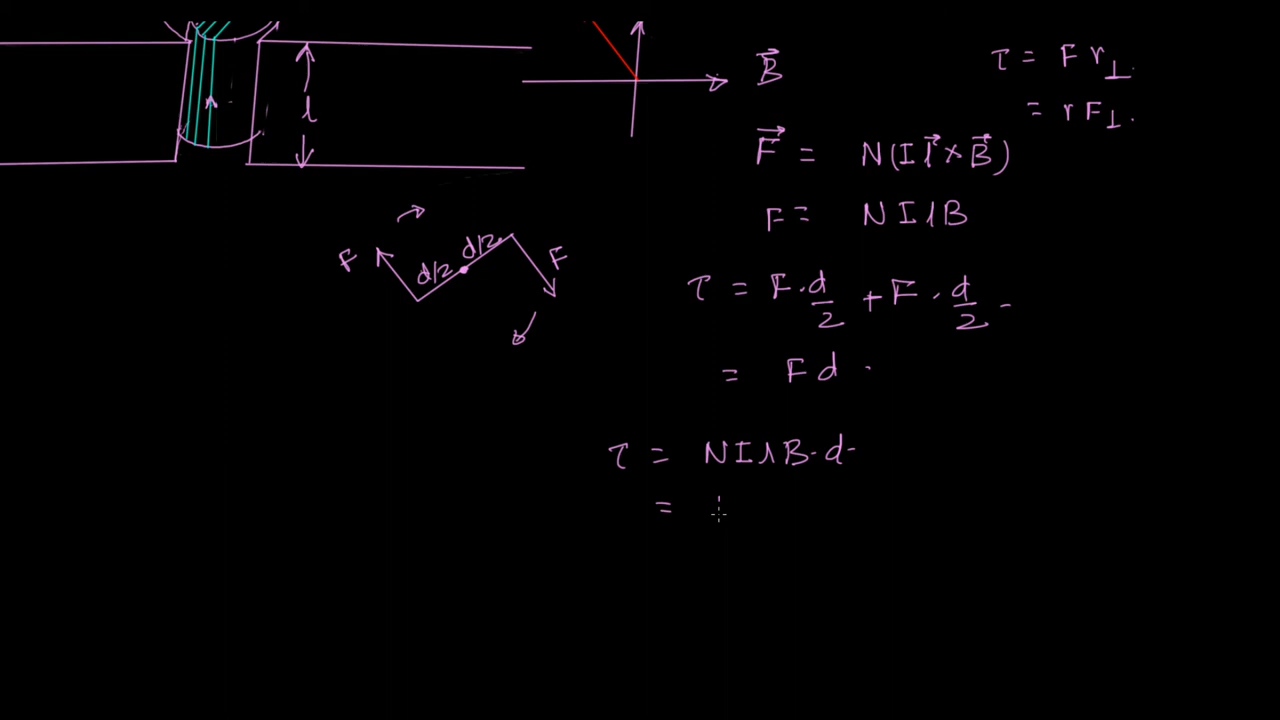 l
B⃗
τ = F r⊥.
= r F⊥.
F⃗ = N(I l⃗ × B⃗)
F = N I l B
F d/2 d/2 F
τ = F · d/2 + F · d/2 .
= F d .
τ = N I l B · d ·
=